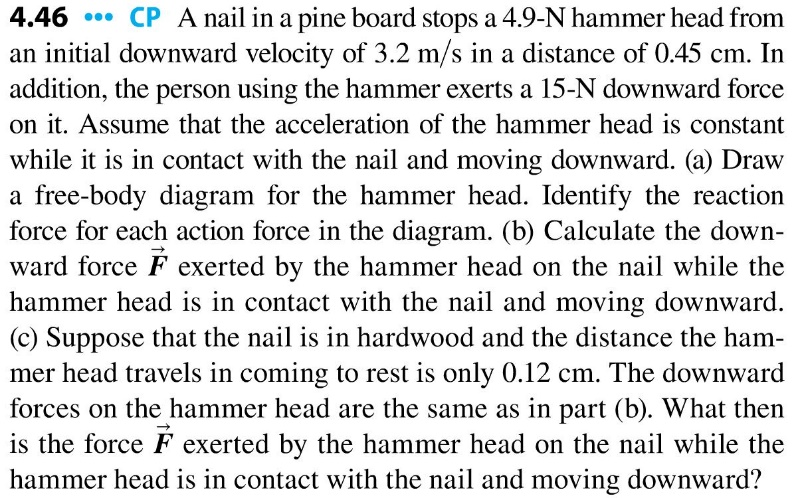 4.46 ••• CP A nail in a pine board stops a 4.9-N hammer head from
an initial downward velocity of 3.2 m/s in a distance of 0.45 cm. In
addition, the person using the hammer exerts a 15-N downward force
on it. Assume that the acceleration of the hammer head is constant
while it is in contact with the nail and moving downward. (a) Draw
a free-body diagram for the hammer head. Identify the reaction
force for each action force in the diagram. (b) Calculate the down-
ward force F⃗ exerted by the hammer head on the nail while the
hammer head is in contact with the nail and moving downward.
(c) Suppose that the nail is in hardwood and the distance the ham-
mer head travels in coming to rest is only 0.12 cm. The downward
forces on the hammer head are the same as in part (b). What then
is the force F⃗ exerted by the hammer head on the nail while the
hammer head is in contact with the nail and moving downward?